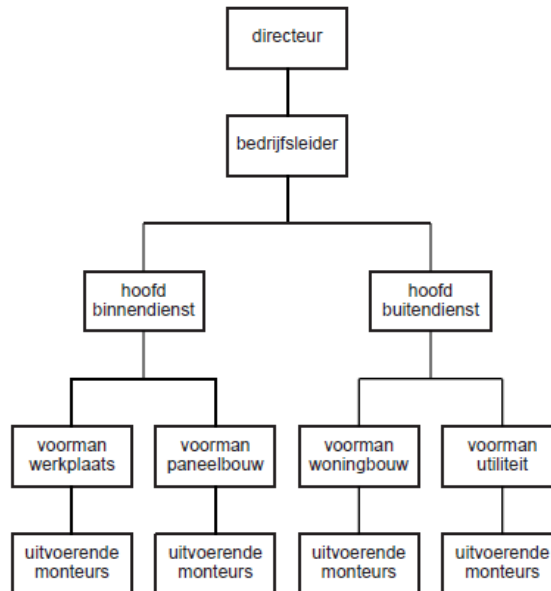 directeur
bedrijfsleider
hoofd
binnendienst
hoofd
buitendienst
voorman
werkplaats
voorman
paneelbouw
voorman
woningbouw
voorman
utiliteit
uitvoerende
monteurs
uitvoerende
monteurs
uitvoerende
monteurs
uitvoerende
monteurs